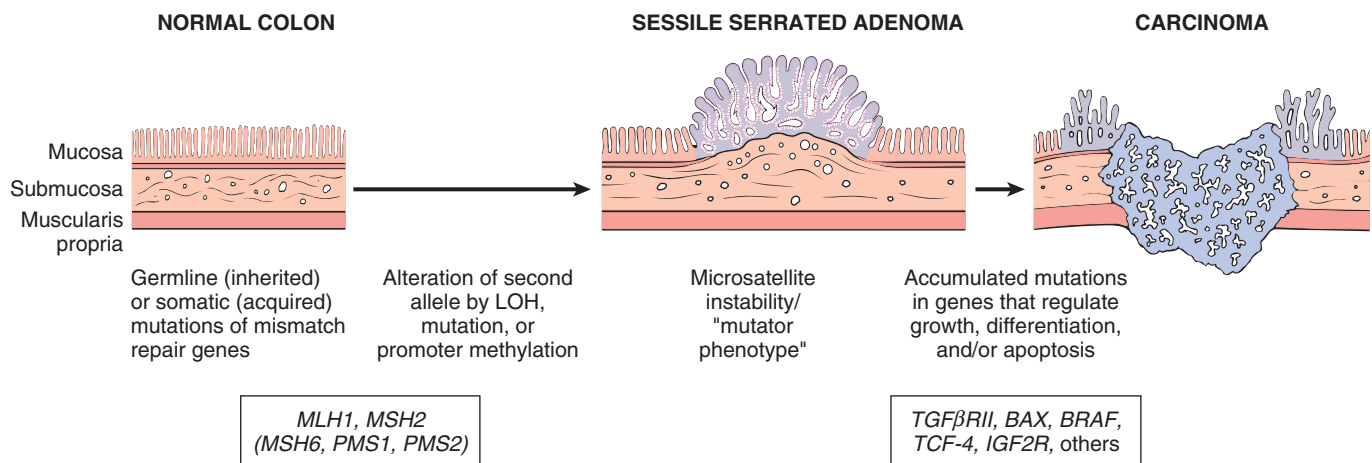 NORMAL COLON
SESSILE SERRATED ADENOMA
CARCINOMA
Mucosa
Submucosa
Muscularis
propria
Germline (inherited)
or somatic (acquired)
mutations of mismatch
repair genes
Alteration of second
allele by LOH,
mutation, or
promoter methylation
Microsatellite
instability/
"mutator
phenotype"
Accumulated mutations
in genes that regulate
growth, differentiation,
and/or apoptosis
MLH1, MSH2
(MSH6, PMS1, PMS2)
TGFβRII, BAX, BRAF,
TCF-4, IGF2R, others